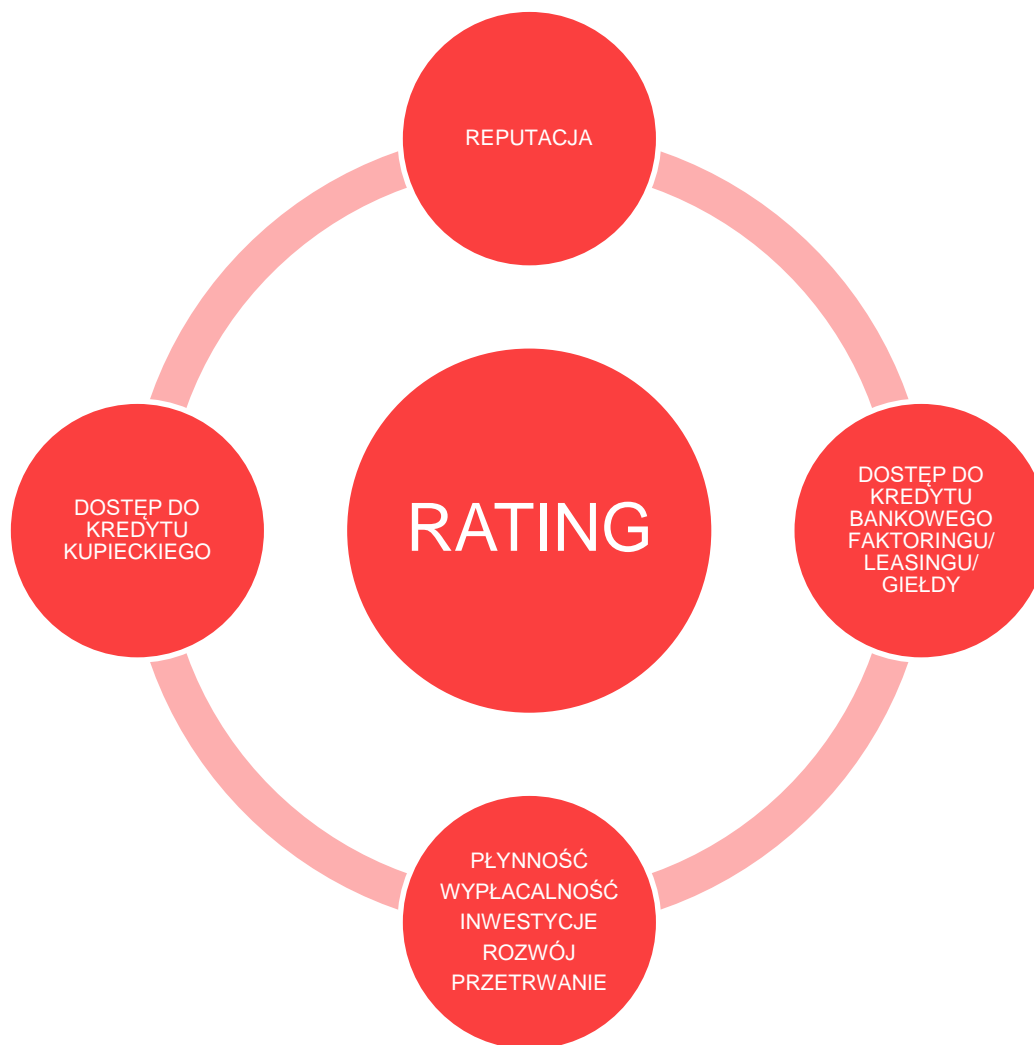 REPUTACJA
DOSTĘP DO
KREDYTU
KUPIECKIEGO
RATING
DOSTĘP DO
KREDYTU
BANKOWEGO
FAKTORINGU/
LEASINGU/
GIEŁDY
PŁYNNOŚĆ
WYPŁACALNOŚĆ
INWESTYCJE
ROZWÓJ
PRZETRWANIE